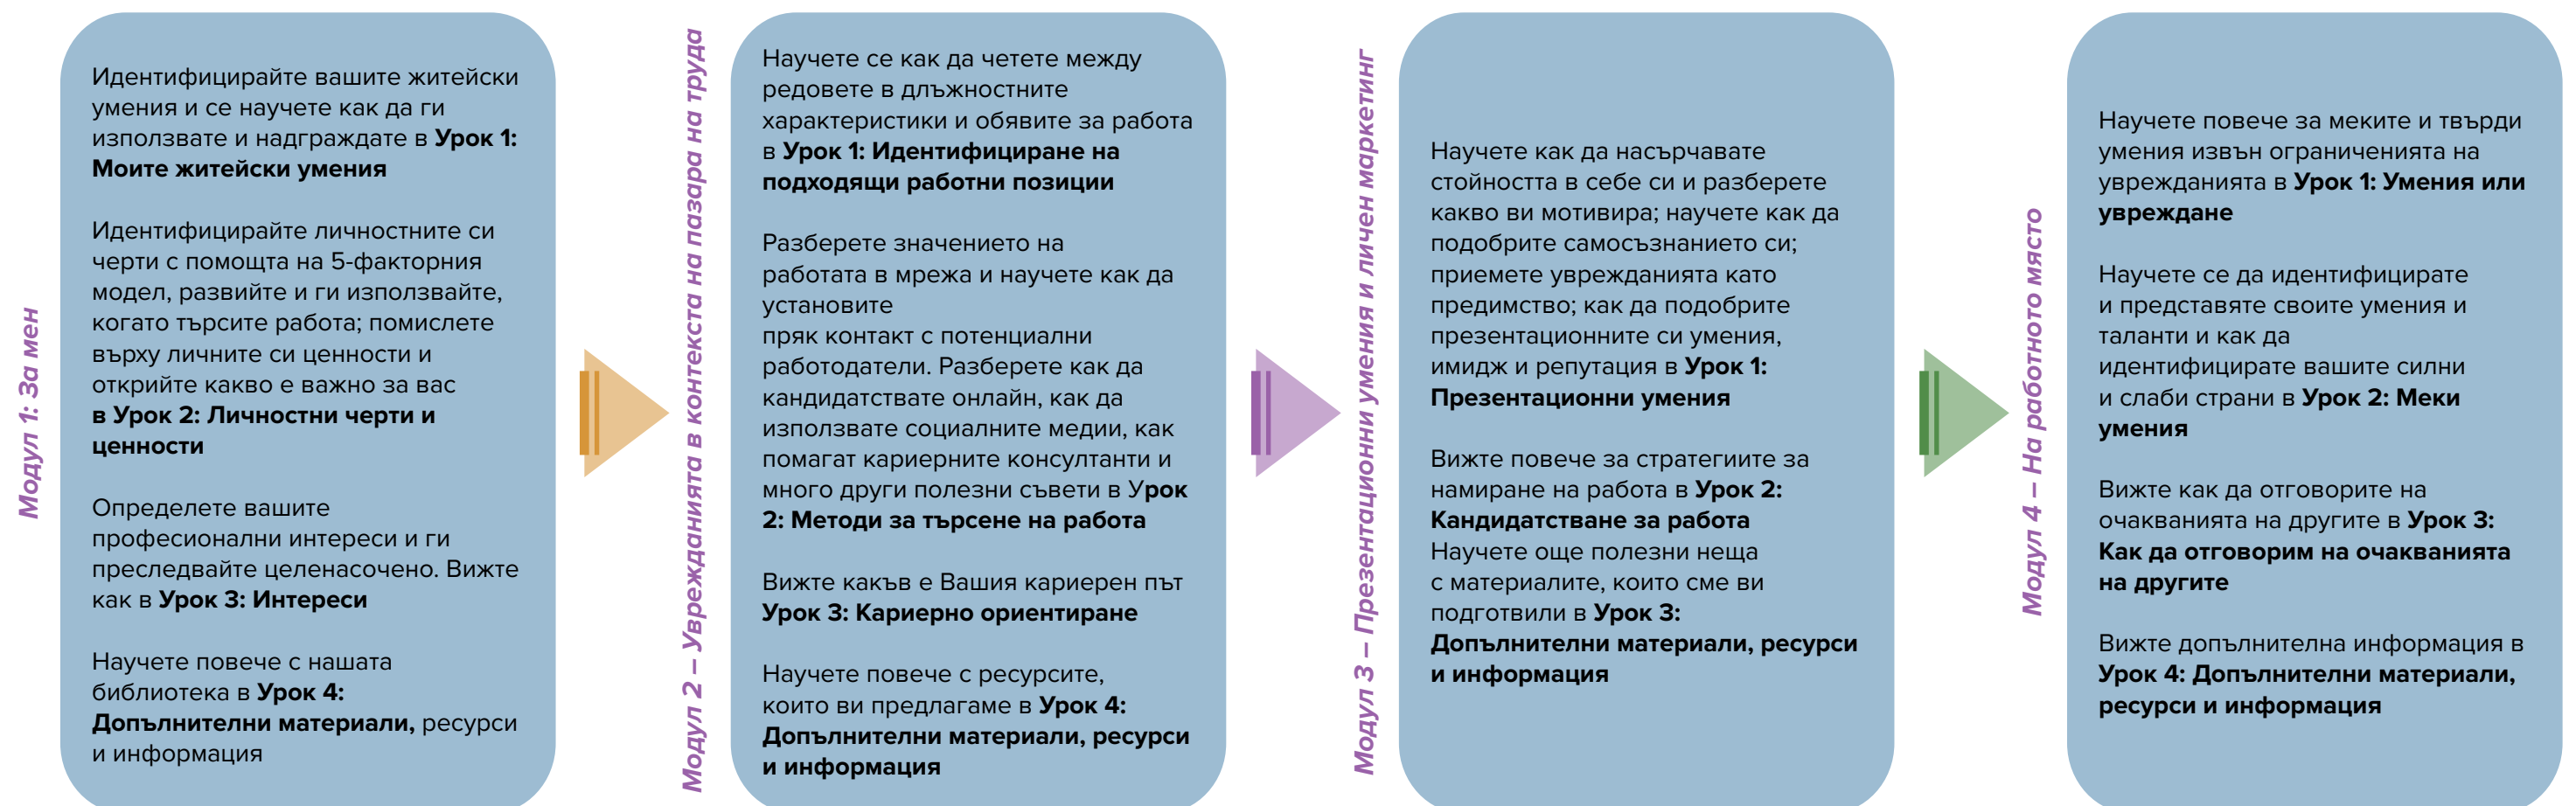 Модул 1: За мен
Идентифицирайте вашите житейски
умения и се научете как да ги
използвате и надграждате в Урок 1:
Моите житейски умения
Идентифицирайте личностните си
черти с помощта на 5-факторния
модел, развийте и ги използвайте,
когато търсите работа; помислете
върху личните си ценности и
открийте какво е важно за вас
в Урок 2: Личностни черти и
ценности
Определете вашите
професионални интереси и ги
преследвайте целенасочено. Вижте
как в Урок 3: Интереси
Научете повече с нашата
библиотека в Урок 4:
Допълнителни материали, ресурси
и информация
Модул 2 – Уврежданията в контекста на пазара на труда
Научете се как да четете между
редовете в длъжностните
характеристики и обявите за работа
в Урок 1: Идентифициране на
подходящи работни позиции
Разберете значението на
работата в мрежа и научете как да
установите
пряк контакт с потенциални
работодатели. Разберете как да
кандидатствате онлайн, как да
използвате социалните медии, как
помагат кариерните консултанти и
много други полезни съвети в Урок
2: Методи за търсене на работа
Вижте какъв е Вашия кариерен път
Урок 3: Кариерно ориентиране
Научете повече с ресурсите,
които ви предлагаме в Урок 4:
Допълнителни материали, ресурси
и информация
Модул 3 – Презентационни умения и личен маркетинг
Научете как да насърчавате
стойността в себе си и разберете
какво ви мотивира; научете как да
подобрите самосъзнанието си;
приемете уврежданията като
предимство; как да подобрите
презентационните си умения,
имидж и репутация в Урок 1:
Презентационни умения
Вижте повече за стратегиите за
намиране на работа в Урок 2:
Кандидатстване за работа
Научете още полезни неща
с материалите, които сме ви
подготвили в Урок 3:
Допълнителни материали, ресурси
и информация
Модул 4 – На работното място
Научете повече за меките и твърди
умения извън ограниченията на
уврежданията в Урок 1: Умения или
увреждане
Научете се да идентифицирате
и представяте своите умения и
таланти и как да
идентифицирате вашите силни
и слаби страни в Урок 2: Меки
умения
Вижте как да отговорите на
очакванията на другите в Урок 3:
Как да отговорим на очакванията
на другите
Вижте допълнителна информация в
Урок 4: Допълнителни материали,
ресурси и информация